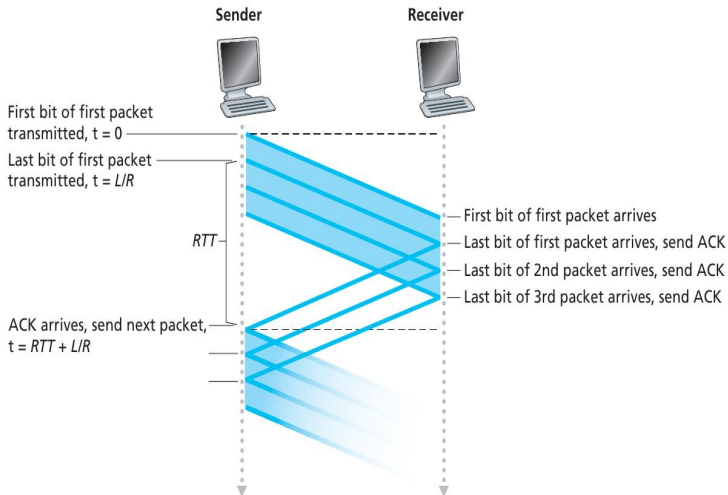 Sender
Receiver
First bit of first packet
transmitted, t = 0
Last bit of first packet
transmitted, t = L/R
First bit of first packet arrives
Last bit of first packet arrives, send ACK
RTT
Last bit of 2nd packet arrives, send ACK
Last bit of 3rd packet arrives, send ACK
ACK arrives, send next packet,
t = RTT + L/R